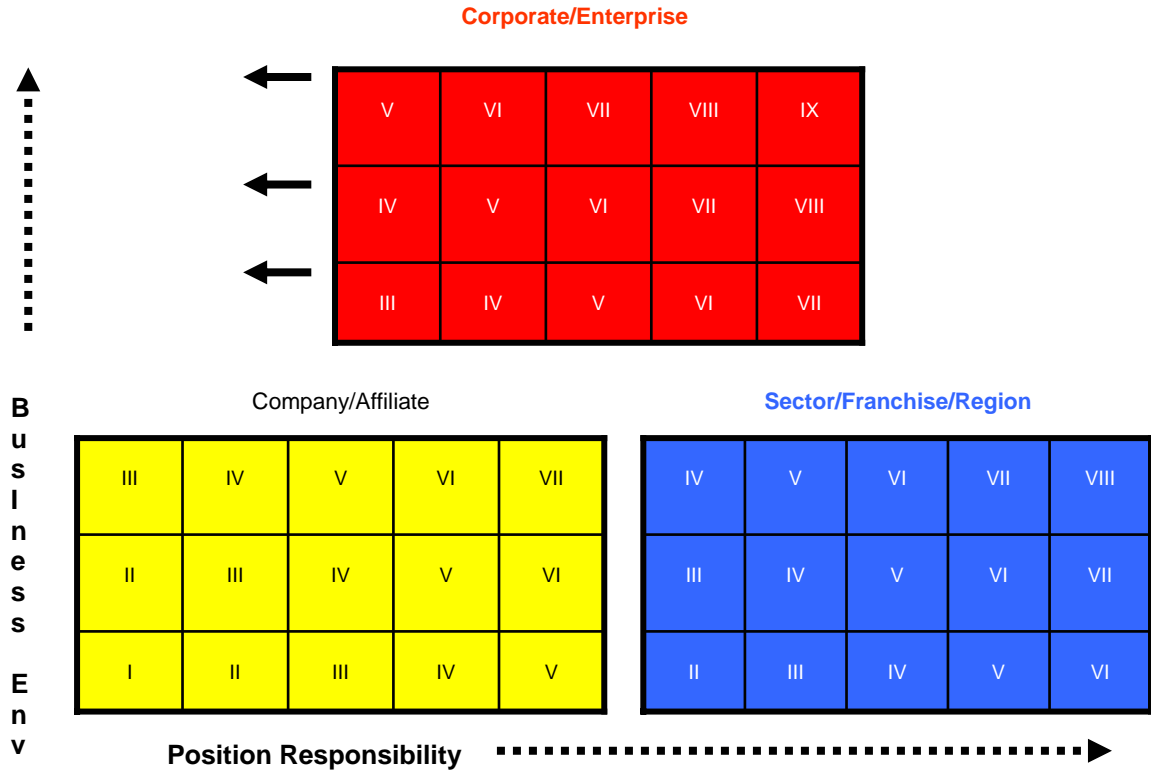 Corporate/Enterprise
V VI VII VIII IX
IV V VI VII VIII
III IV V VI VII
Company/Affiliate
III IV V VI VII
II III IV V VI
I II III IV V
Sector/Franchise/Region
IV V VI VII VIII
III IV V VI VII
II III IV V VI
B
u
s
I
n
e
s
s
E
n
v
Position Responsibility